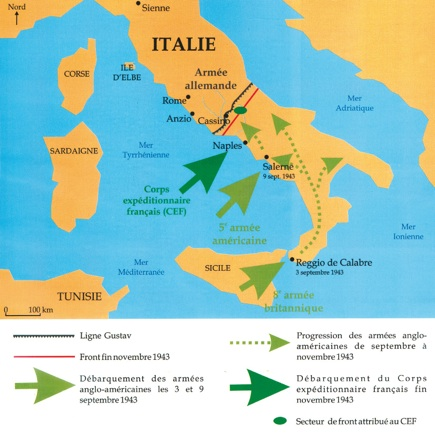 Nord
Sienne
ITALIE
CORSE
ILE
D'ELBE
Armée
allemande
Mer
Adriatique
Rome
Anzio
Cassino
SARDAIGNE
Mer
Tyrrhénienne
Naples
Salerne
9 sept. 1943
Corps
expéditionnaire
français (CEF)
5e armée
américaine
Mer
Ionienne
Mer
Méditerranée
SICILE
Reggio de Calabre
3 septembre 1943
8e armée
britannique
TUNISIE
0 100 km
Ligne Gustav
Front fin novembre 1943
Débarquement des armées
anglo-américaines les 3 et 9
septembre 1943
Progression des armées anglo-
américaines de septembre à
novembre 1943
Débarquement du Corps
expéditionnaire français fin
novembre 1943
Secteur de front attribué au CEF